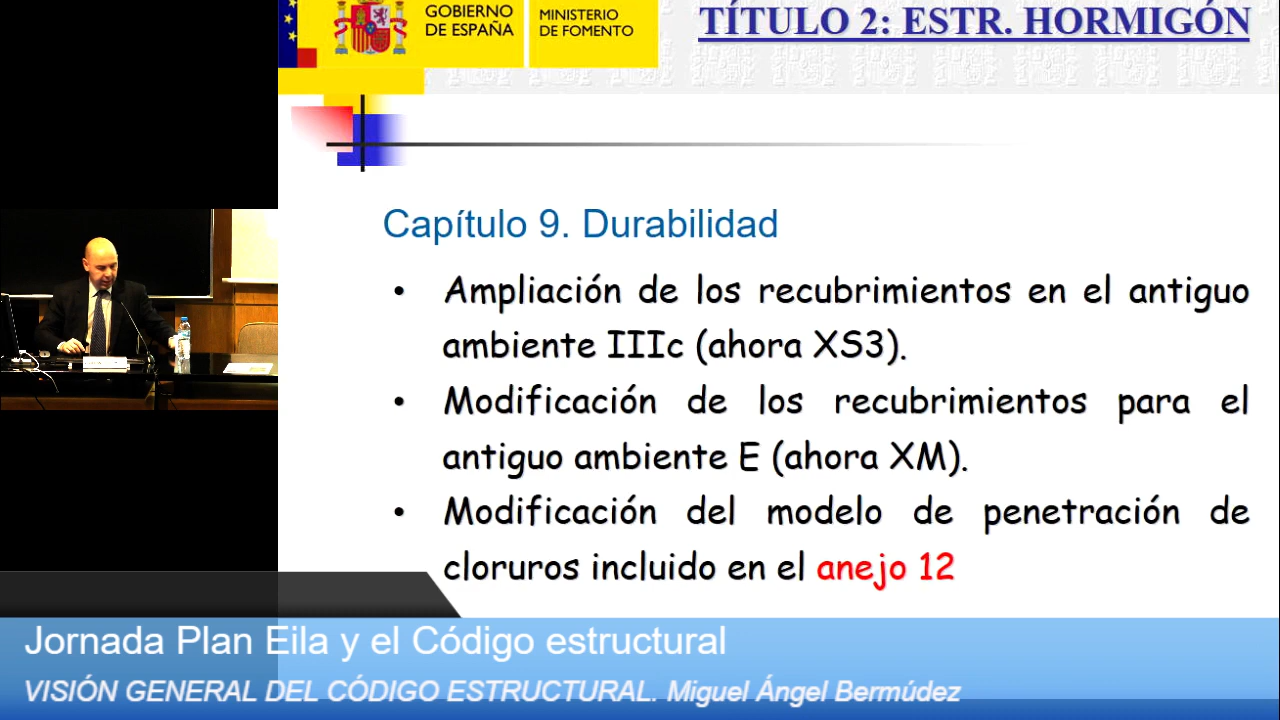 GOBIERNO
DE ESPAÑA
MINISTERIO
DE FOMENTO
TÍTULO 2: ESTR. HORMIGÓN
Capítulo 9. Durabilidad
• Ampliación de los recubrimientos en el antiguo
ambiente IIIc (ahora XS3).
• Modificación de los recubrimientos para el
antiguo ambiente E (ahora XM).
• Modificación del modelo de penetración de
cloruros incluido en el anejo 12
Jornada Plan Eila y el Código estructural
VISIÓN GENERAL DEL CÓDIGO ESTRUCTURAL. Miguel Ángel Bermúdez